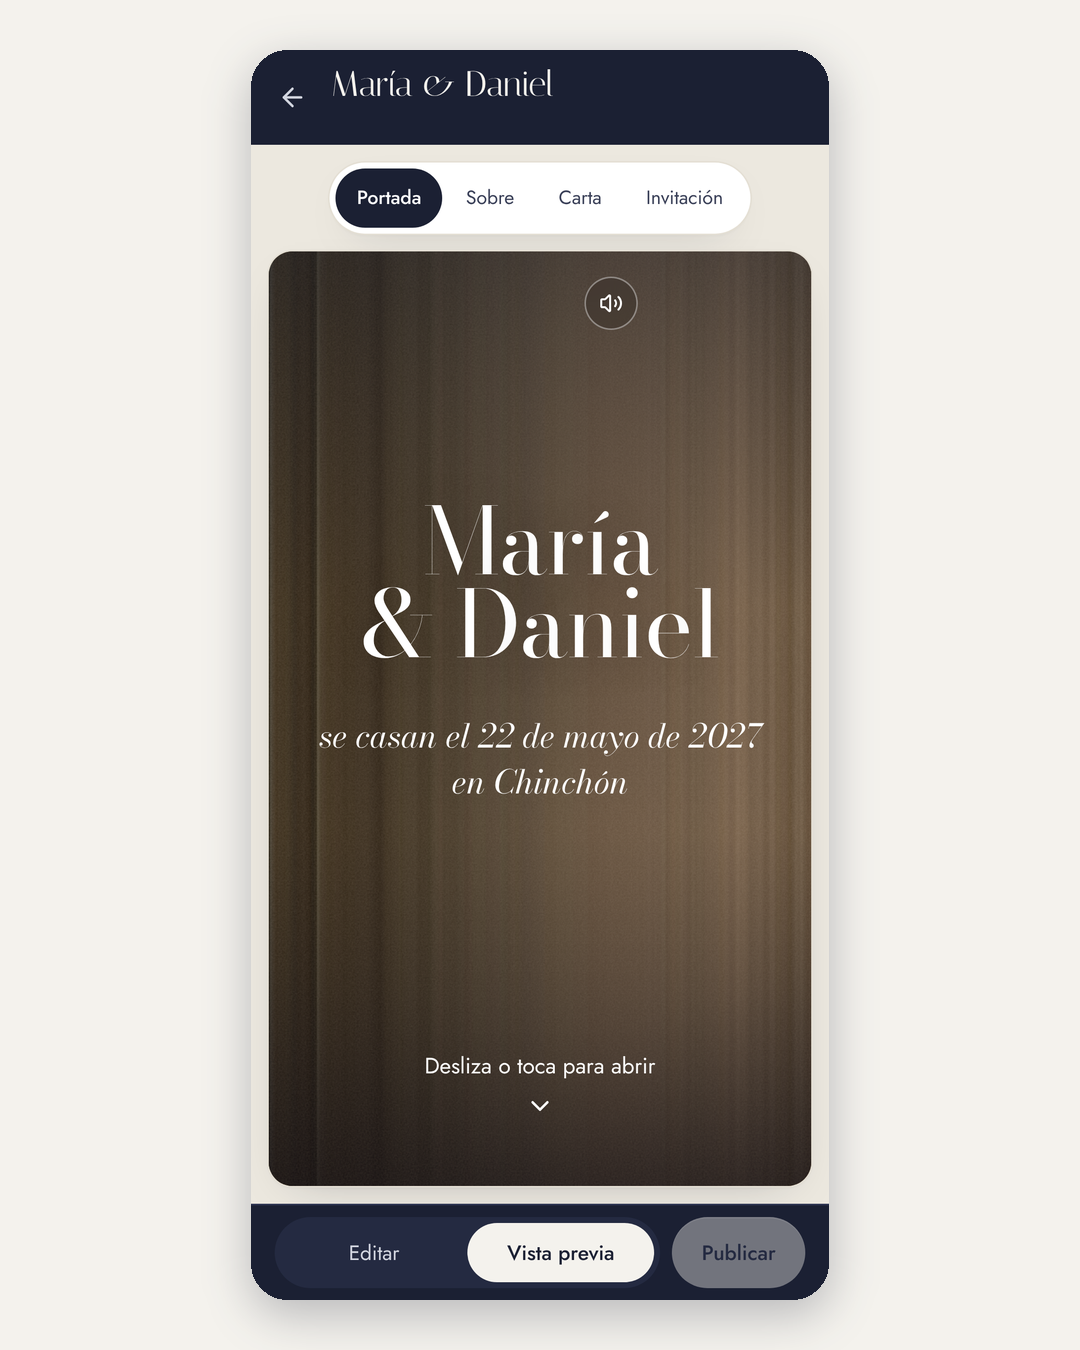 María & Daniel
Portada
Sobre
Carta
Invitación
María
& Daniel
se casan el 22 de mayo de 2027
en Chinchón
Desliza o toca para abrir
Editar
Vista previa
Publicar